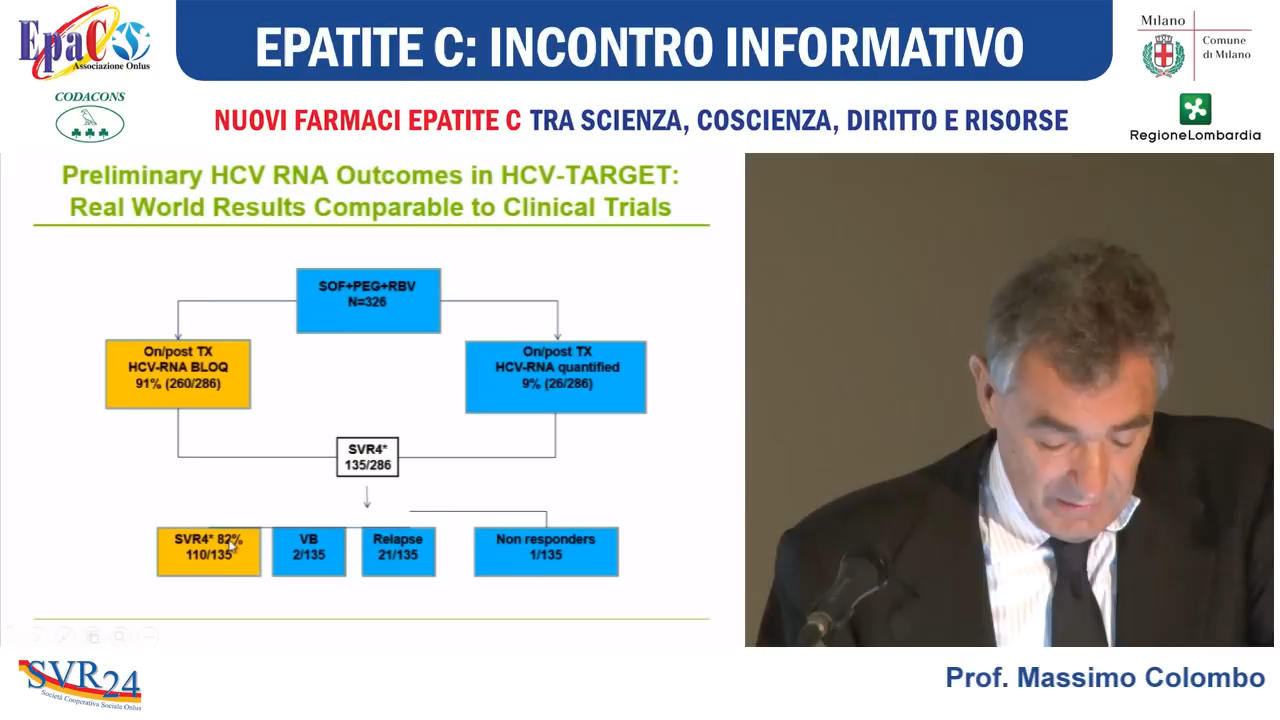 EpaC
Associazione Onlus
EPATITE C: INCONTRO INFORMATIVO
Milano
Comune
di Milano
CODACONS
NUOVI FARMACI EPATITE C TRA SCIENZA, COSCIENZA, DIRITTO E RISORSE
RegioneLombardia
Preliminary HCV RNA Outcomes in HCV-TARGET:
Real World Results Comparable to Clinical Trials
SOF+PEG+RBV
N=326
On/post TX
HCV-RNA BLOQ
91% (260/286)
On/post TX
HCV-RNA quantified
9% (26/286)
SVR4*
135/286
SVR4* 82%
110/135
VB
2/135
Relapse
21/135
Non responders
1/135
SVR24
Società Cooperativa Sociale Onlus
Prof. Massimo Colombo